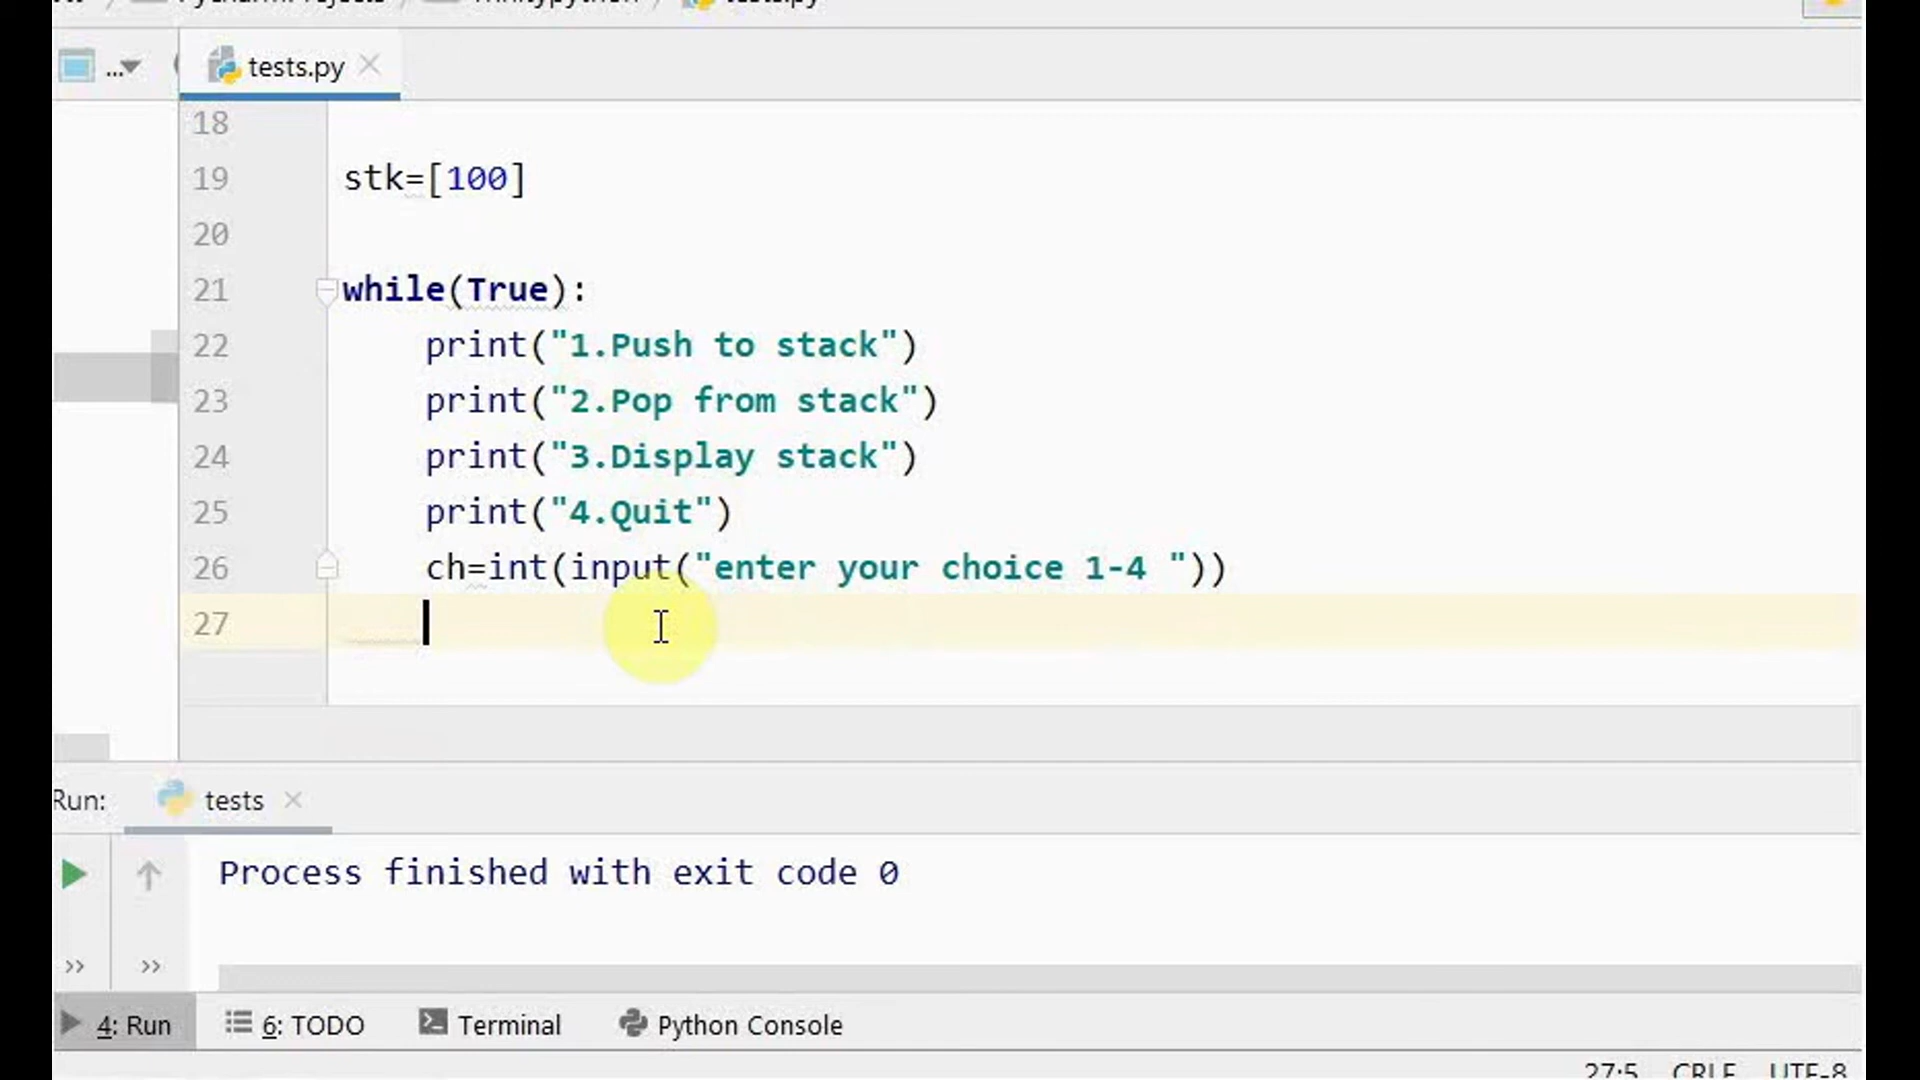 PycharmProjects
tests.py
...
tests.py
18
19 stk=[100]
20
21 while(True):
22 print("1.Push to stack")
23 print("2.Pop from stack")
24 print("3.Display stack")
25 print("4.Quit")
26 ch=int(input("enter your choice 1-4 "))
27
Run: tests
Process finished with exit code 0
>> >>
4: Run 6: TODO Terminal Python Console
27:5 CRLF UTF-8